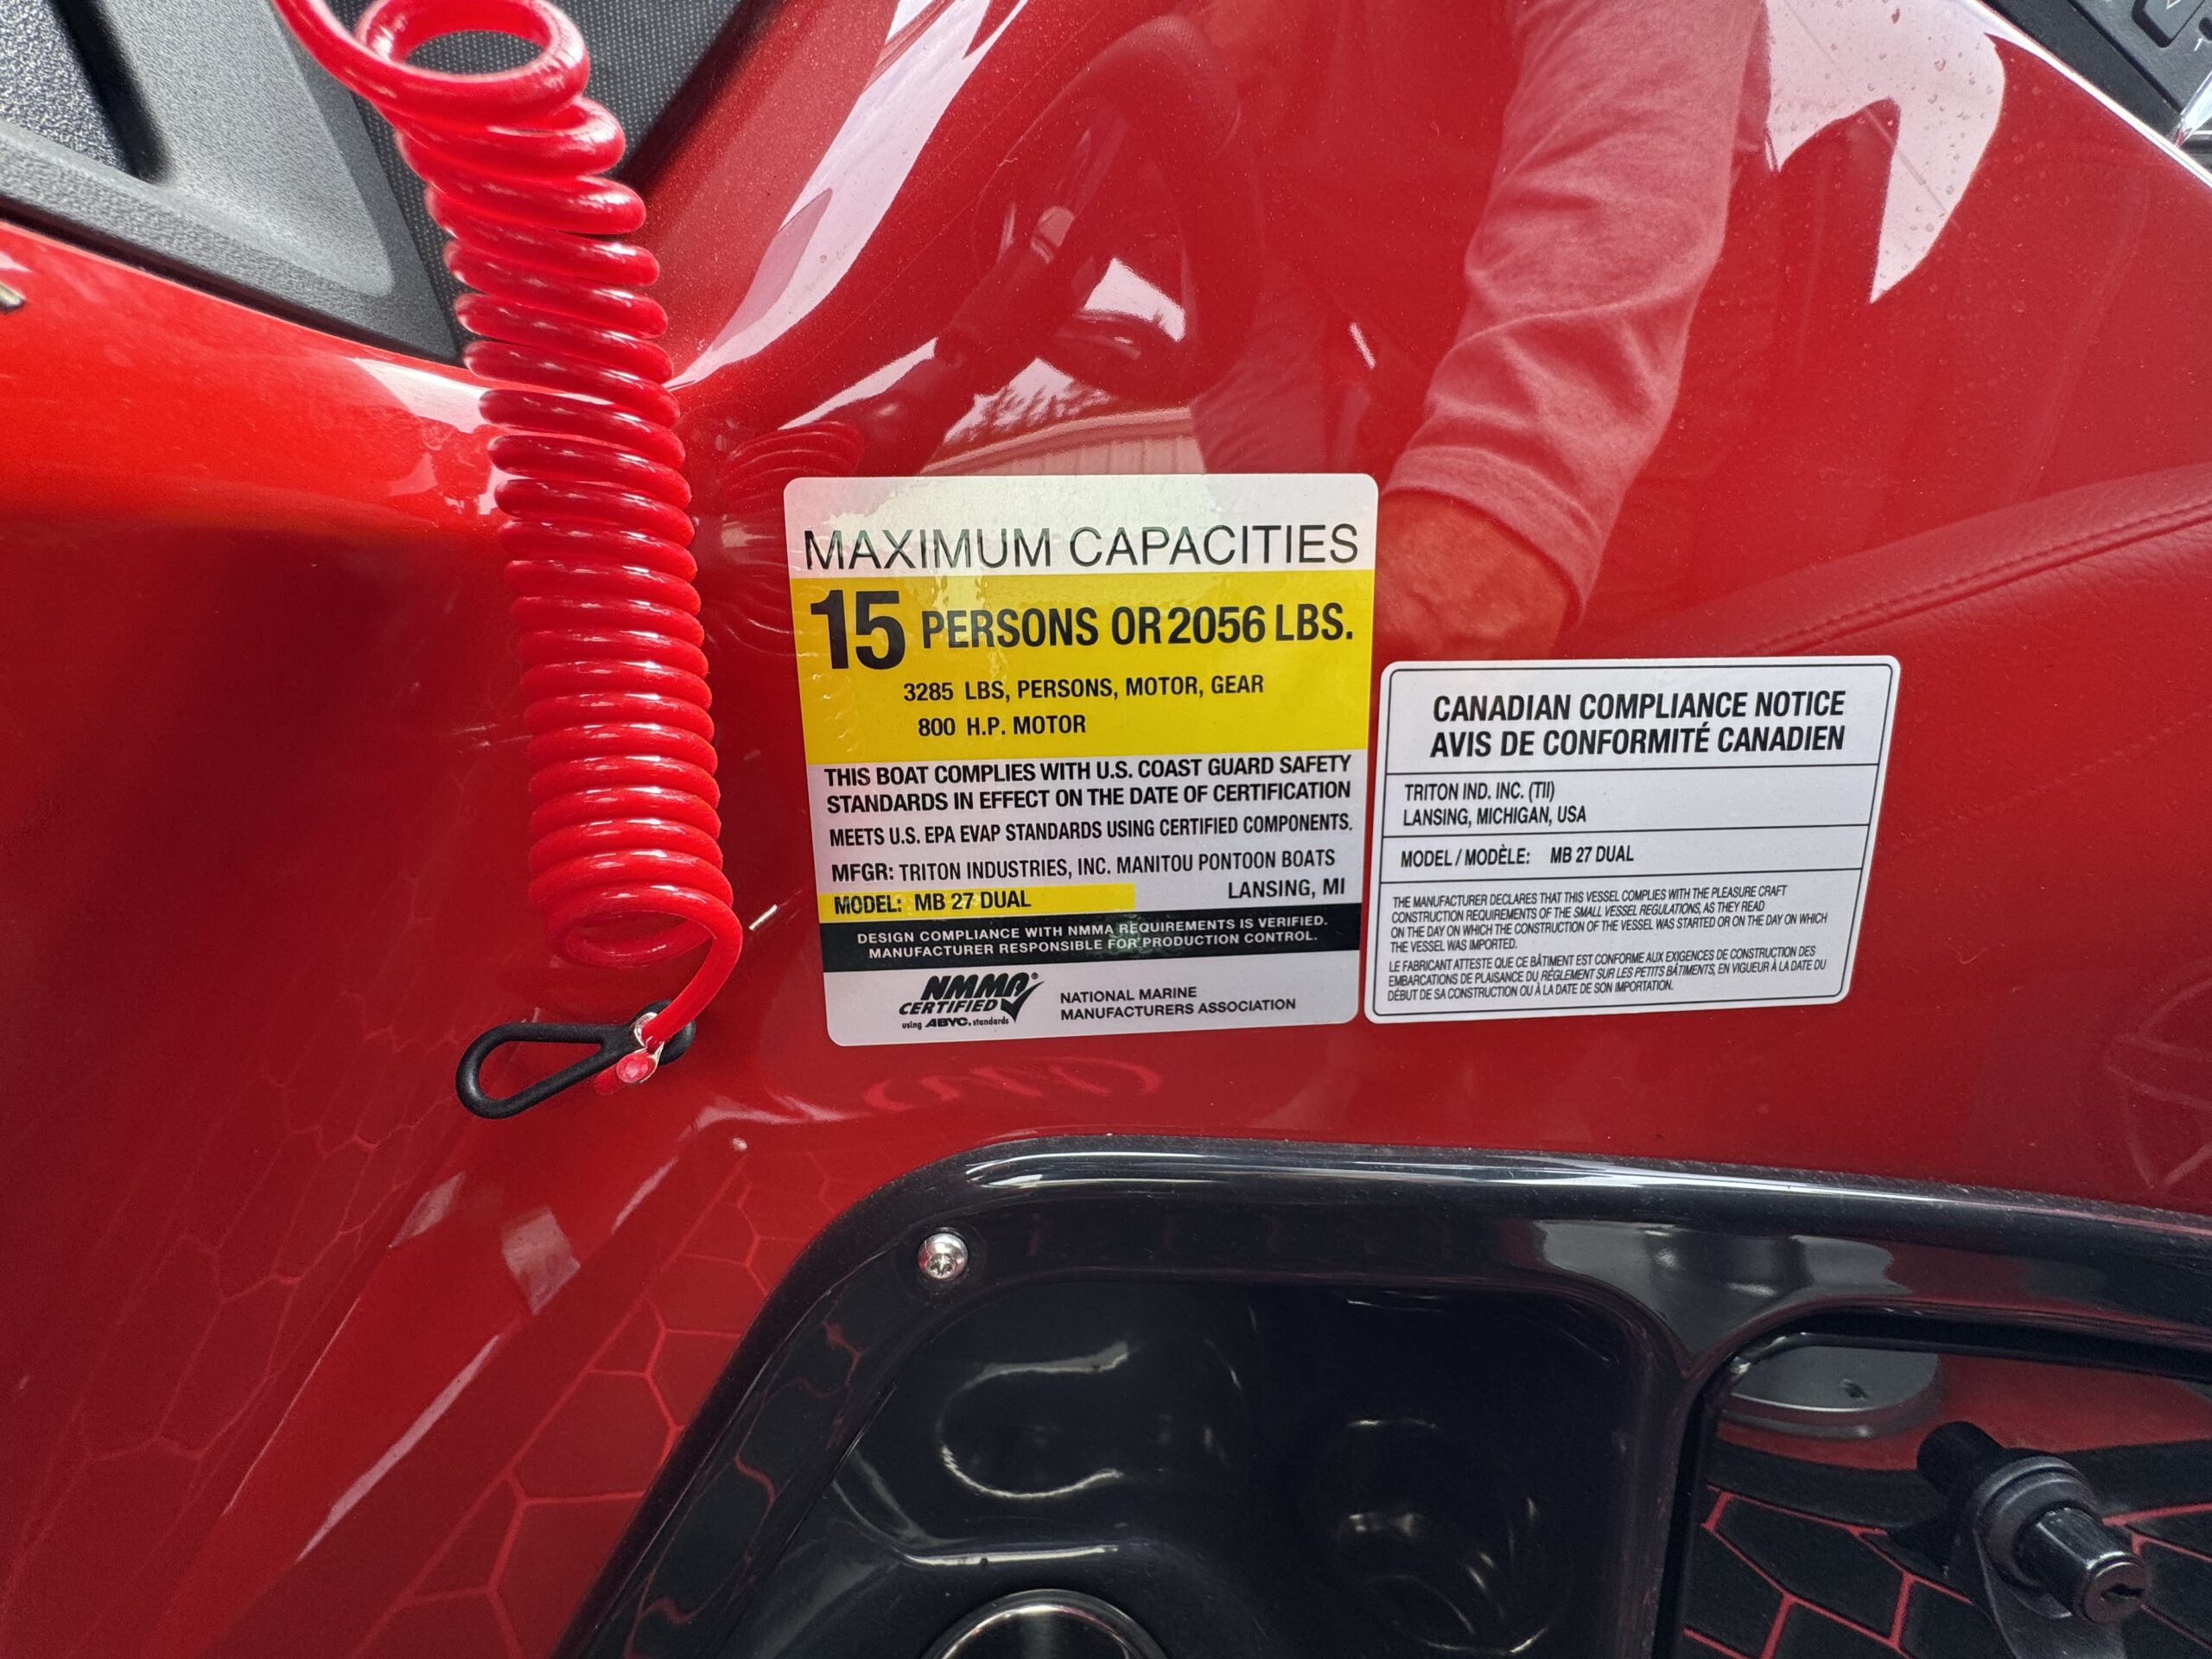 MAXIMUM CAPACITIES
15 PERSONS OR 2056 LBS.
3285 LBS, PERSONS, MOTOR, GEAR
800 H.P. MOTOR
THIS BOAT COMPLIES WITH U.S. COAST GUARD SAFETY
STANDARDS IN EFFECT ON THE DATE OF CERTIFICATION
MEETS U.S. EPA EVAP STANDARDS USING CERTIFIED COMPONENTS.
MFGR: TRITON INDUSTRIES, INC. MANITOU PONTOON BOATS
MODEL: MB 27 DUAL LANSING, MI
DESIGN COMPLIANCE WITH NMMA REQUIREMENTS IS VERIFIED.
MANUFACTURER RESPONSIBLE FOR PRODUCTION CONTROL.
NMMA®
CERTIFIED
using ABYC. standards
NATIONAL MARINE
MANUFACTURERS ASSOCIATION
CANADIAN COMPLIANCE NOTICE
AVIS DE CONFORMITÉ CANADIEN
TRITON IND. INC. (TII)
LANSING, MICHIGAN, USA
MODEL / MODÈLE: MB 27 DUAL
THE MANUFACTURER DECLARES THAT THIS VESSEL COMPLIES WITH THE PLEASURE CRAFT
CONSTRUCTION REQUIREMENTS OF THE SMALL VESSEL REGULATIONS, AS THEY READ
ON THE DAY ON WHICH THE CONSTRUCTION OF THE VESSEL WAS STARTED OR ON THE DAY ON WHICH
THE VESSEL WAS IMPORTED.
LE FABRICANT ATTESTE QUE CE BÂTIMENT EST CONFORME AUX EXIGENCES DE CONSTRUCTION DES
EMBARCATIONS DE PLAISANCE DU RÈGLEMENT SUR LES PETITS BÂTIMENTS, EN VIGUEUR À LA DATE DU
DÉBUT DE SA CONSTRUCTION OU À LA DATE DE SON IMPORTATION.